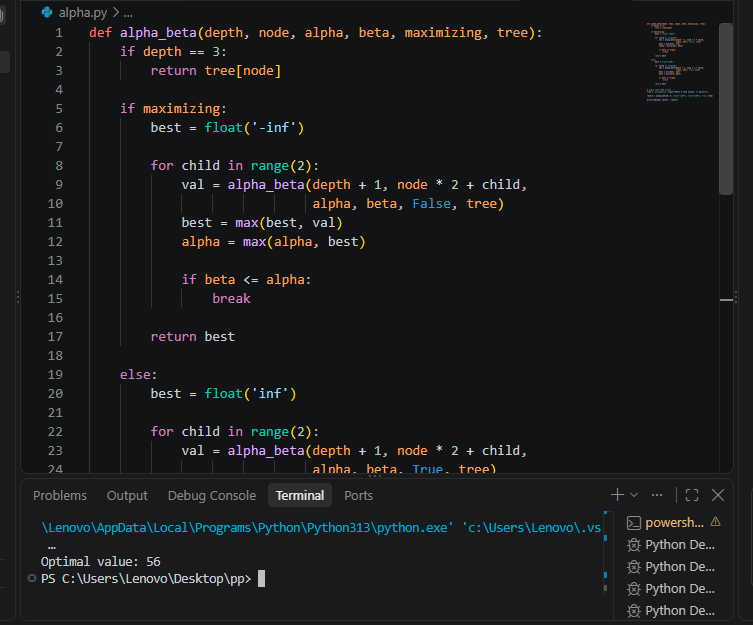 alpha.py > ...
1 def alpha_beta(depth, node, alpha, beta, maximizing, tree):
2     if depth == 3:
3         return tree[node]
4
5     if maximizing:
6         best = float('-inf')
7
8         for child in range(2):
9             val = alpha_beta(depth + 1, node * 2 + child,
10                             alpha, beta, False, tree)
11             best = max(best, val)
12             alpha = max(alpha, best)
13
14             if beta <= alpha:
15                 break
16
17         return best
18
19     else:
20         best = float('inf')
21
22         for child in range(2):
23             val = alpha_beta(depth + 1, node * 2 + child,
24                             alpha, beta, True, tree)
Problems Output Debug Console Terminal Ports
\Lenovo\AppData\Local\Programs\Python\Python313\python.exe' 'c:\Users\Lenovo\.vs
…
Optimal value: 56
PS C:\Users\Lenovo\Desktop\pp>
powersh...
Python De...
Python De...
Python De...
Python De...